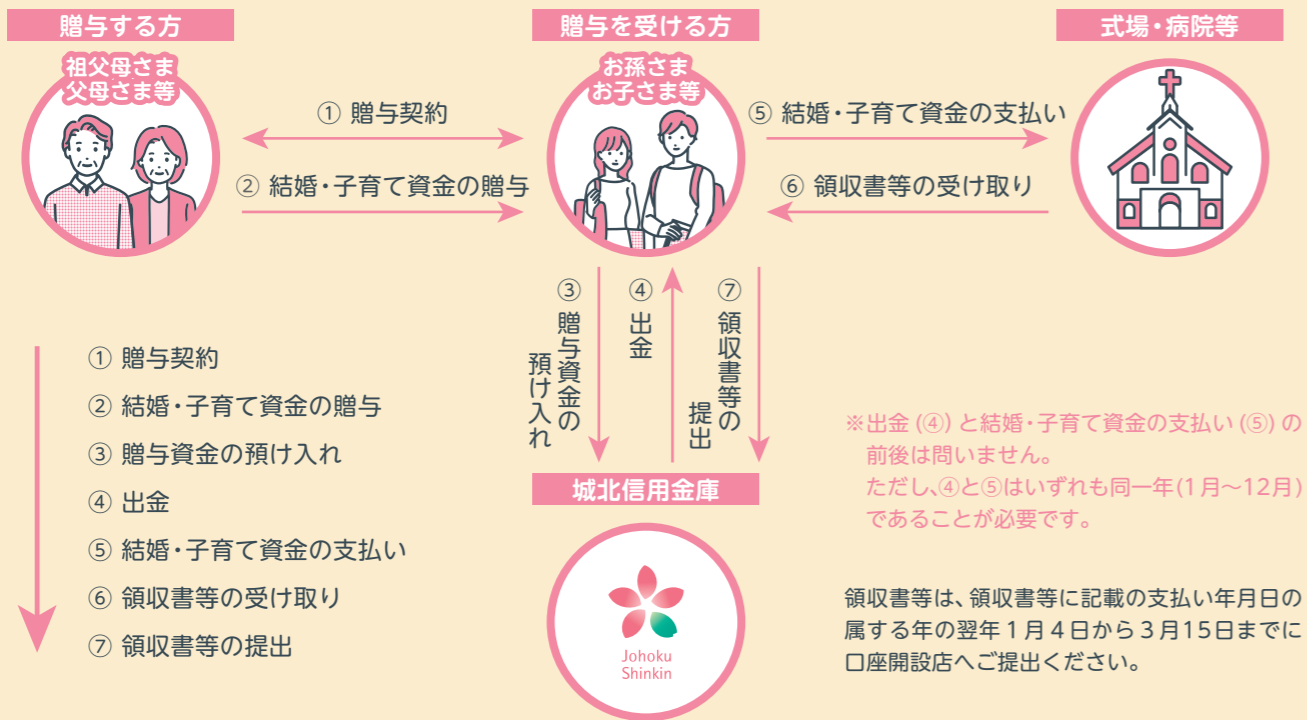 贈与する方
祖父母さま
父母さま等
① 贈与契約
② 結婚・子育て資金の贈与
贈与を受ける方
お孫さま
お子さま等
⑤ 結婚・子育て資金の支払い
⑥ 領収書等の受け取り
式場・病院等
③ 贈与資金の
預け入れ
④ 出金
⑦ 領収書等の
提出
① 贈与契約
② 結婚・子育て資金の贈与
③ 贈与資金の預け入れ
④ 出金
⑤ 結婚・子育て資金の支払い
⑥ 領収書等の受け取り
⑦ 領収書等の提出
城北信用金庫
Johoku
Shinkin
※出金(④)と結婚・子育て資金の支払い(⑤)の
前後は問いません。
ただし、④と⑤はいずれも同一年(1月〜12月)
であることが必要です。
領収書等は、領収書等に記載の支払い年月日の
属する年の翌年1月4日から3月15日までに
口座開設店へご提出ください。